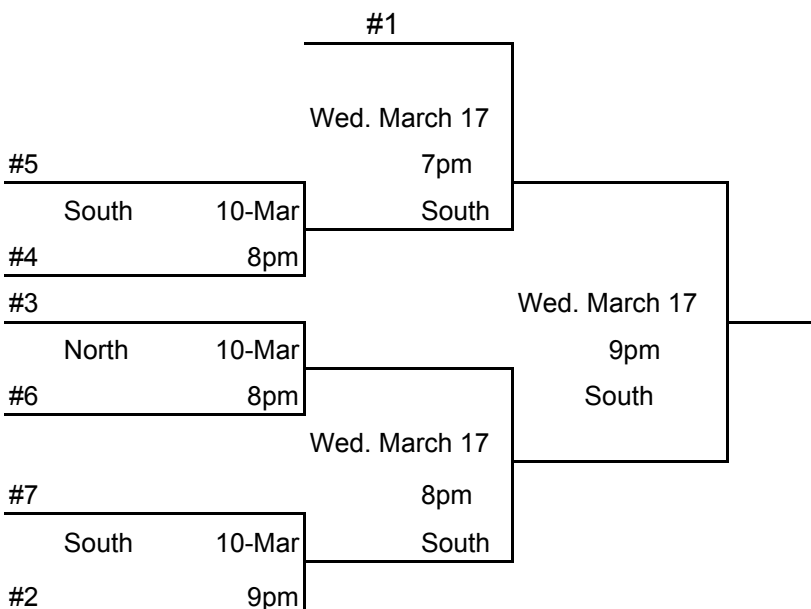 #1
Wed. March 17
#5 7pm
South 10-Mar South
#4 8pm
#3 Wed. March 17
North 10-Mar 9pm
#6 8pm South
Wed. March 17
#7 8pm
South 10-Mar South
#2 9pm